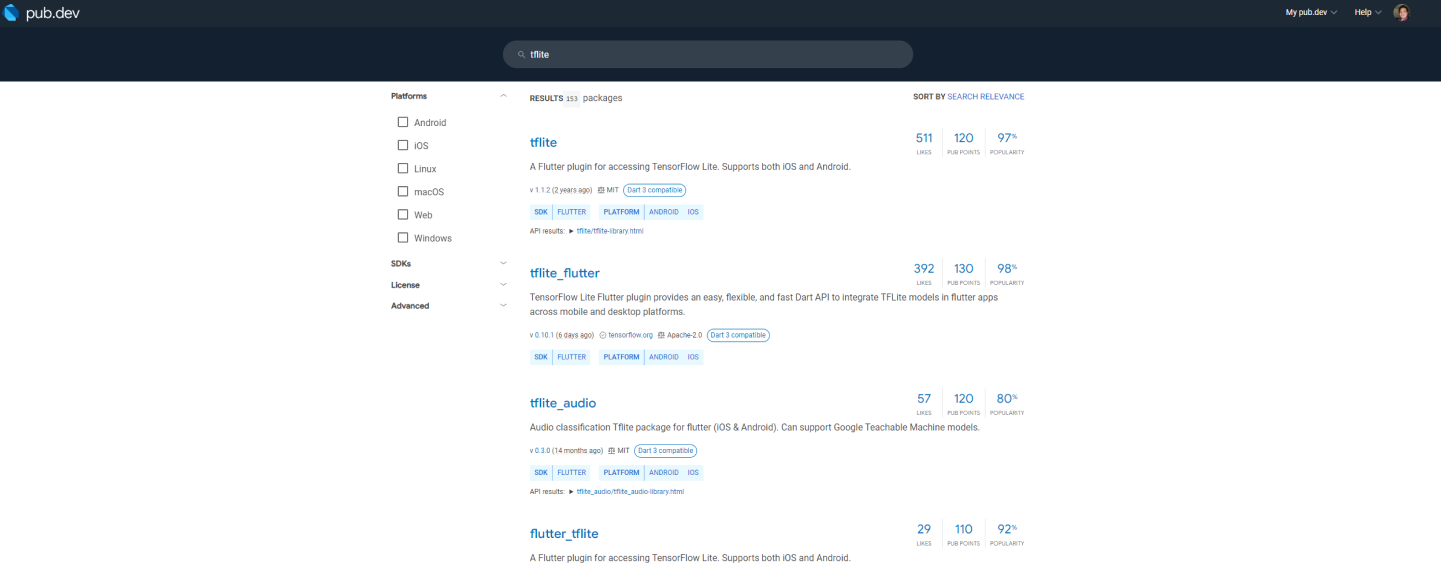 pub.dev
My pub.dev
Help
tflite
Platforms
Android
iOS
Linux
macOS
Web
Windows
SDKs
License
Advanced
RESULTS 153 packages
SORT BY SEARCH RELEVANCE
tflite
511 LIKES 120 PUB POINTS 97% POPULARITY
A Flutter plugin for accessing TensorFlow Lite. Supports both iOS and Android.
v 1.1.2 (2 years ago) MIT Dart 3 compatible
SDK FLUTTER PLATFORM ANDROID IOS
API results: ▶ tflite/tflite-library.html
tflite_flutter
392 LIKES 130 PUB POINTS 98% POPULARITY
TensorFlow Lite Flutter plugin provides an easy, flexible, and fast Dart API to integrate TFLite models in flutter apps
across mobile and desktop platforms.
v 0.10.1 (6 days ago) tensorflow.org Apache-2.0 Dart 3 compatible
SDK FLUTTER PLATFORM ANDROID IOS
tflite_audio
57 LIKES 120 PUB POINTS 80% POPULARITY
Audio classification Tflite package for flutter (iOS & Android). Can support Google Teachable Machine models.
v 0.3.0 (14 months ago) MIT Dart 3 compatible
SDK FLUTTER PLATFORM ANDROID IOS
API results: ▶ tflite_audio/tflite_audio-library.html
flutter_tflite
29 LIKES 110 PUB POINTS 92% POPULARITY
A Flutter plugin for accessing TensorFlow Lite. Supports both iOS and Android.